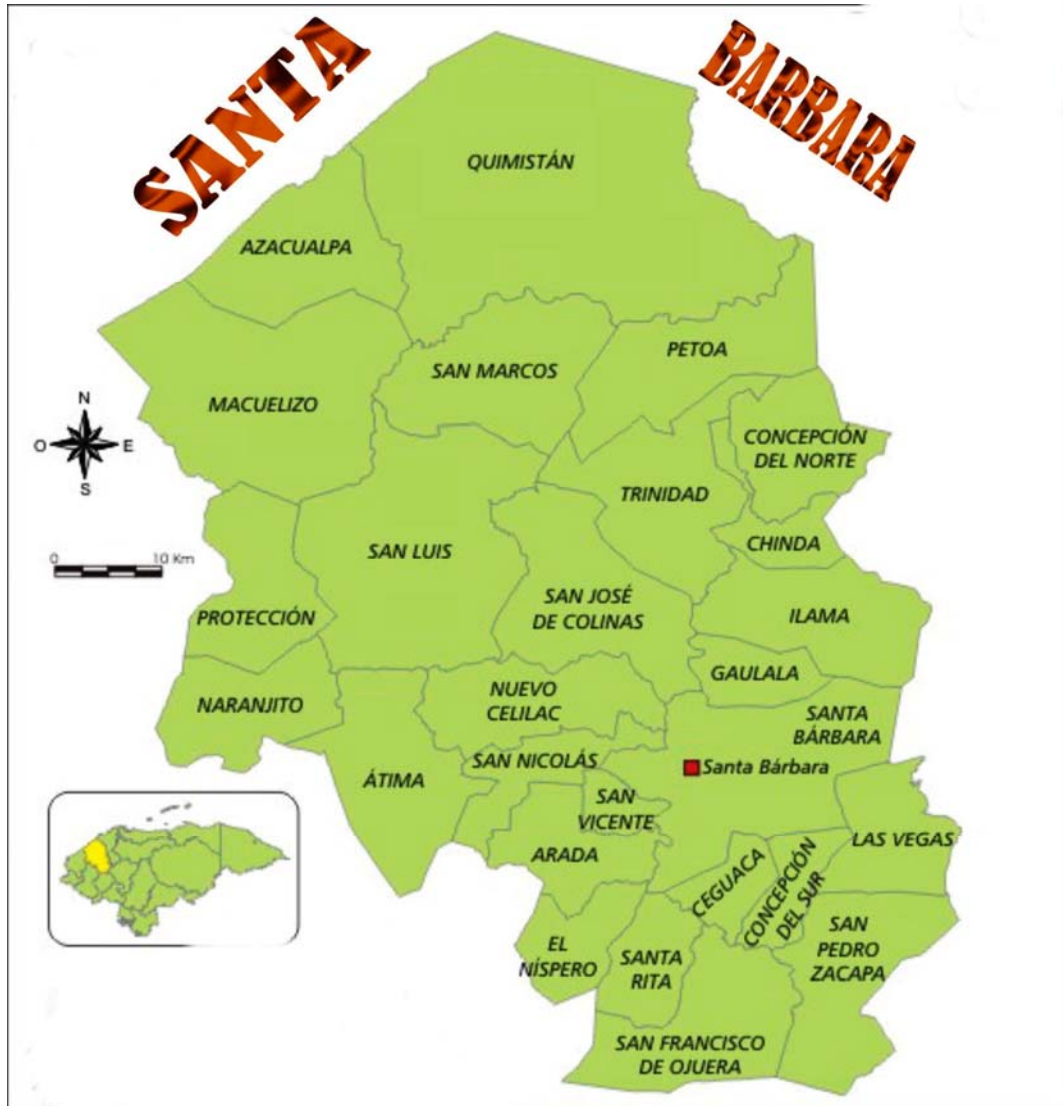 SANTA
BARBARA
QUIMISTÁN
AZACUALPA
SAN MARCOS
PETOA
MACUELIZO
N
O
E
S
CONCEPCIÓN
DEL NORTE
TRINIDAD
CHINDA
SAN LUIS
0
10 Km
SAN JOSÉ
DE COLINAS
PROTECCIÓN
ILAMA
GAULALA
NARANJITO
NUEVO
CELILAC
SANTA
BÁRBARA
SAN NICOLÁS
Santa Bárbara
ÁTIMA
SAN
VICENTE
LAS VEGAS
ARADA
CEGUACA
CONCEPCIÓN
DEL SUR
SAN
PEDRO
ZACAPA
EL
NÍSPERO
SANTA
RITA
SAN FRANCISCO
DE OJUERA